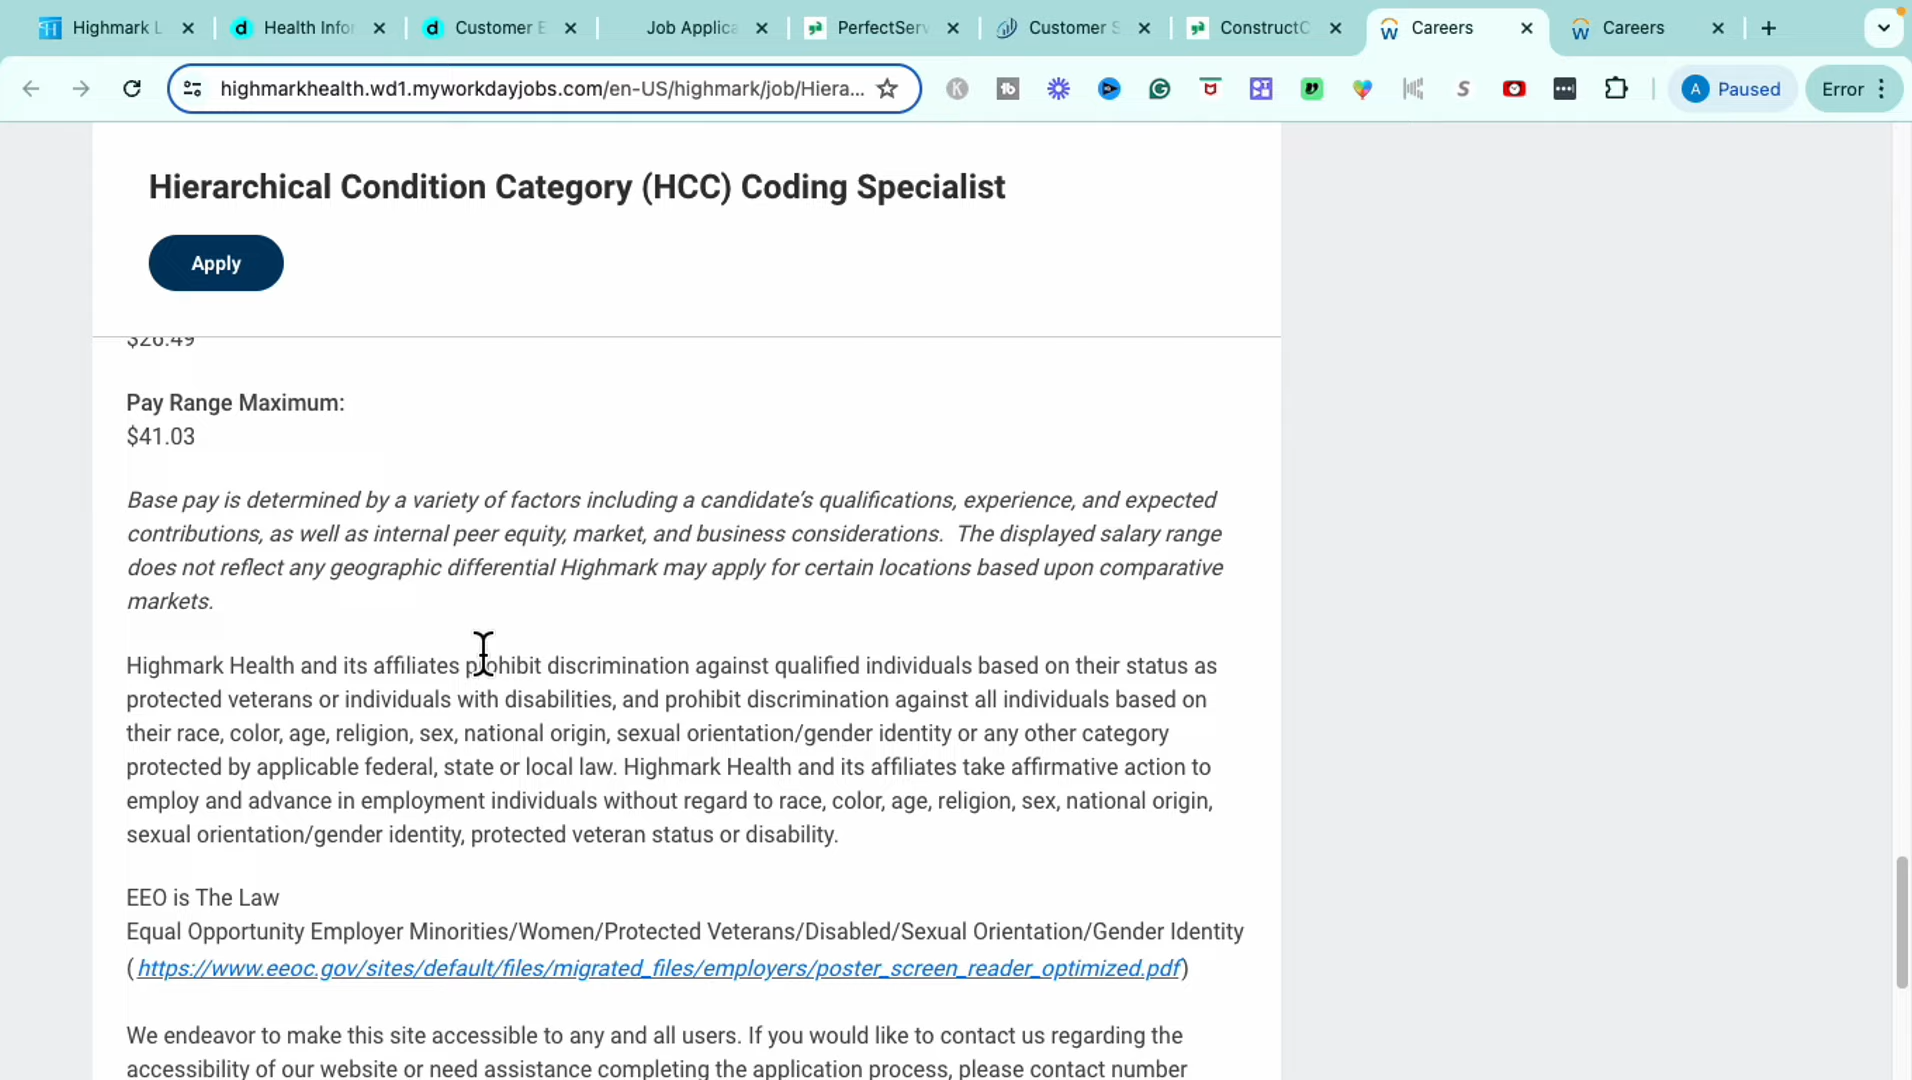 Highmark L
Health Info
Customer E
Job Applica
PerfectServ
Customer S
ConstructC
Careers
Careers
highmarkhealth.wd1.myworkdayjobs.com/en-US/highmark/job/Hiera...
A Paused
Error
Hierarchical Condition Category (HCC) Coding Specialist
Apply
$26.49
Pay Range Maximum:
$41.03
Base pay is determined by a variety of factors including a candidate’s qualifications, experience, and expected
contributions, as well as internal peer equity, market, and business considerations. The displayed salary range
does not reflect any geographic differential Highmark may apply for certain locations based upon comparative
markets.
Highmark Health and its affiliates prohibit discrimination against qualified individuals based on their status as
protected veterans or individuals with disabilities, and prohibit discrimination against all individuals based on
their race, color, age, religion, sex, national origin, sexual orientation/gender identity or any other category
protected by applicable federal, state or local law. Highmark Health and its affiliates take affirmative action to
employ and advance in employment individuals without regard to race, color, age, religion, sex, national origin,
sexual orientation/gender identity, protected veteran status or disability.
EEO is The Law
Equal Opportunity Employer Minorities/Women/Protected Veterans/Disabled/Sexual Orientation/Gender Identity
(https://www.eeoc.gov/sites/default/files/migrated_files/employers/poster_screen_reader_optimized.pdf)
We endeavor to make this site accessible to any and all users. If you would like to contact us regarding the
accessibility of our website or need assistance completing the application process, please contact number